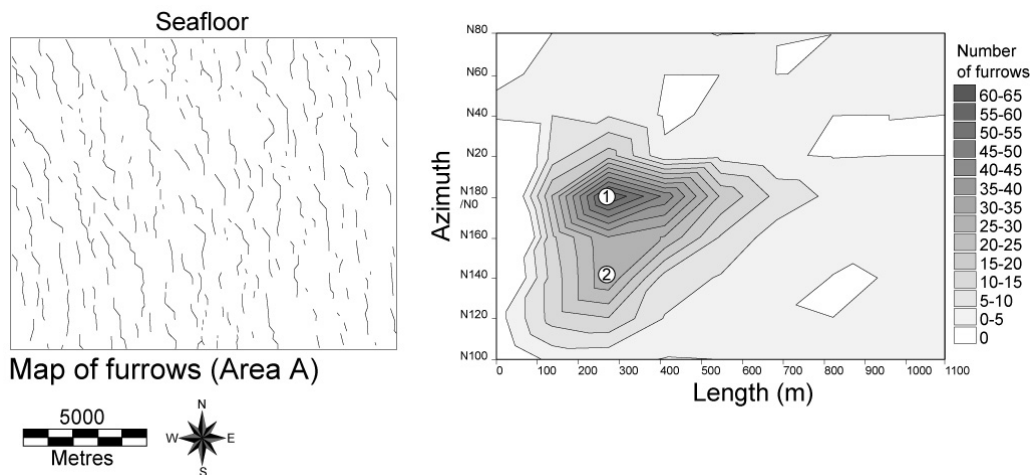 Seafloor
Map of furrows (Area A)
5000
Metres
N
W
E
S
Azimuth
N80
N60
N40
N20
N180
/N0
N160
N140
N120
N100
1
2
0 100 200 300 400 500 600 700 800 900 1000 1100
Length (m)
Number
of furrows
60-65
55-60
50-55
45-50
40-45
35-40
30-35
25-30
20-25
15-20
10-15
5-10
0-5
0